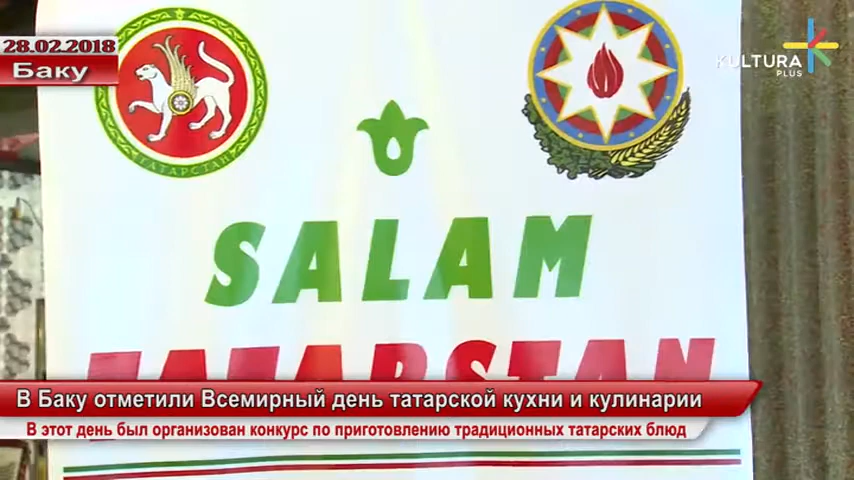 28.02.2018
Баку
KULTURA
PLUS
ТАТАРСТАН
SALAM
TATARSTAN
В Баку отметили Всемирный день татарской кухни и кулинарии
В этот день был организован конкурс по приготовлению традиционных татарских блюд